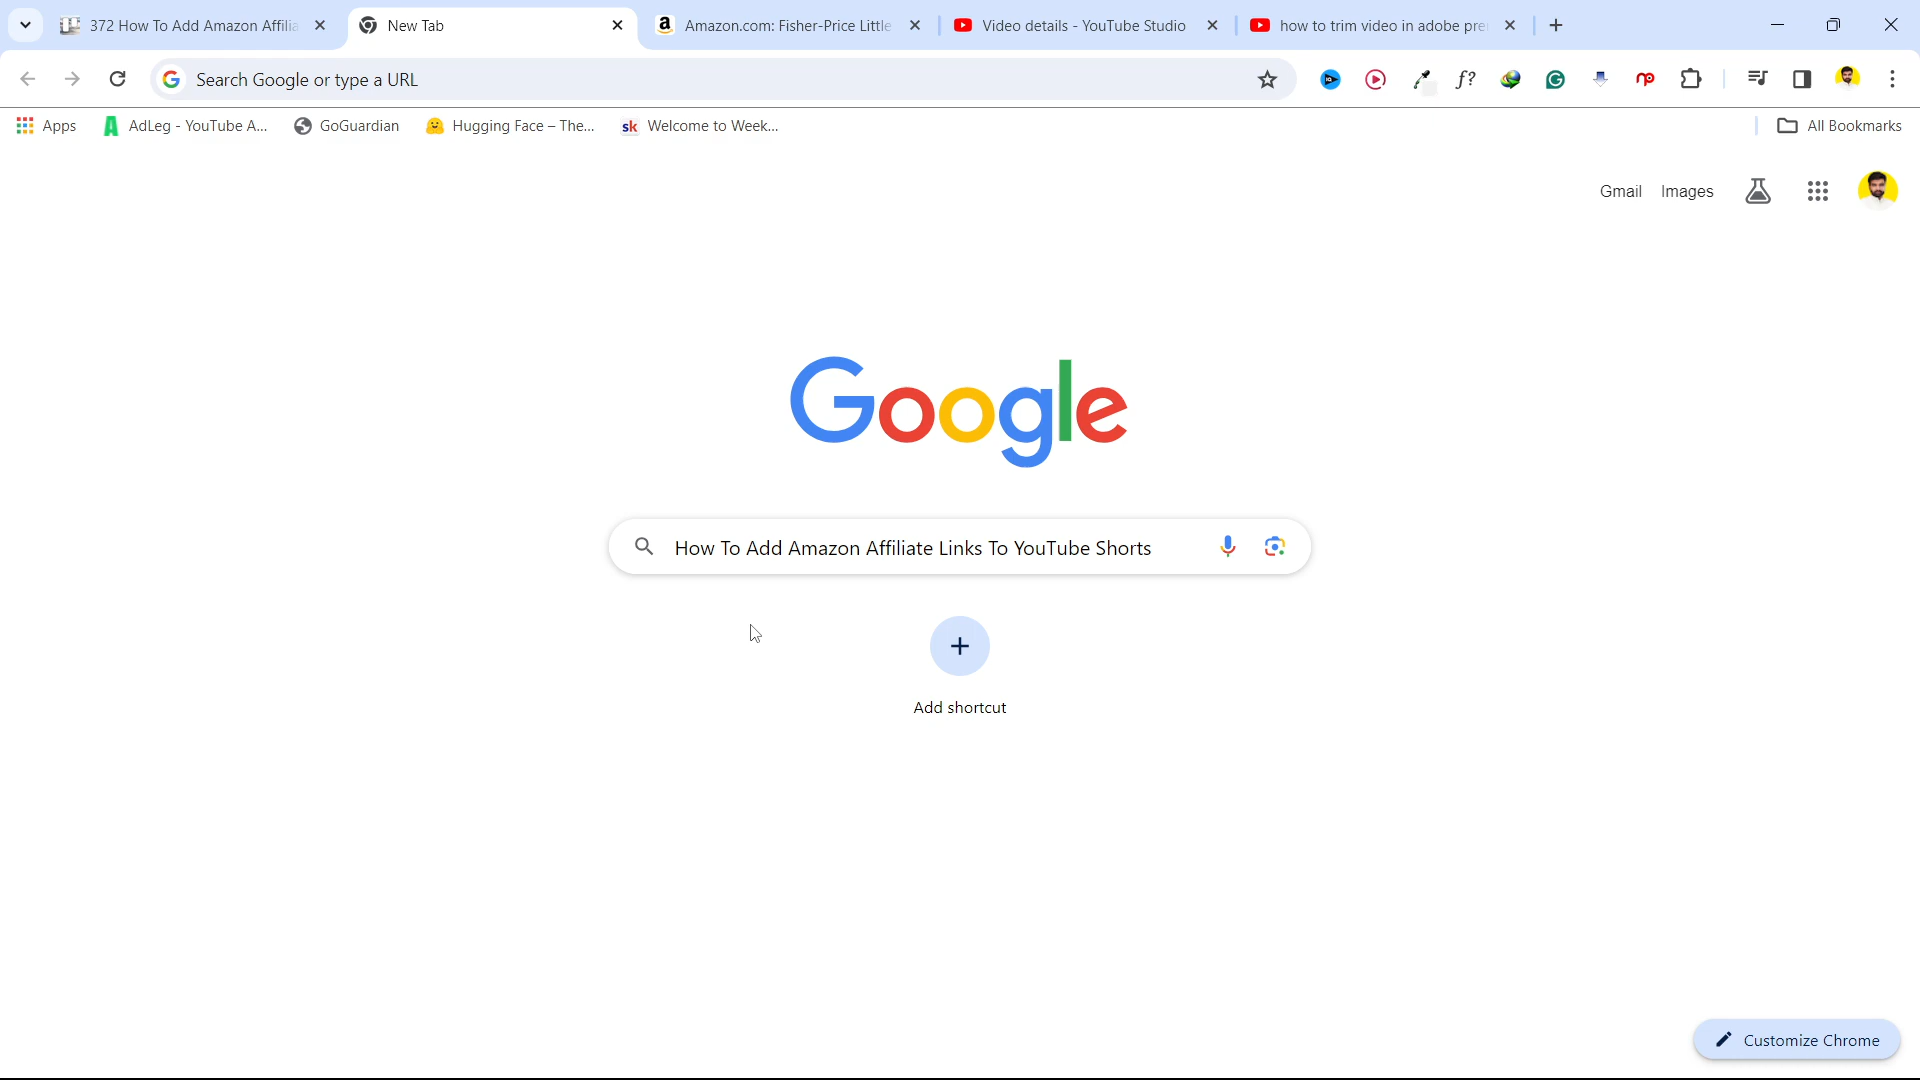 372 How To Add Amazon Affilia
New Tab
Amazon.com: Fisher-Price Little
Video details - YouTube Studio
how to trim video in adobe pre
Search Google or type a URL
Apps
AdLeg - YouTube A...
GoGuardian
Hugging Face – The...
sk Welcome to Week...
All Bookmarks
Gmail Images
Google
How To Add Amazon Affiliate Links To YouTube Shorts
Add shortcut
Customize Chrome